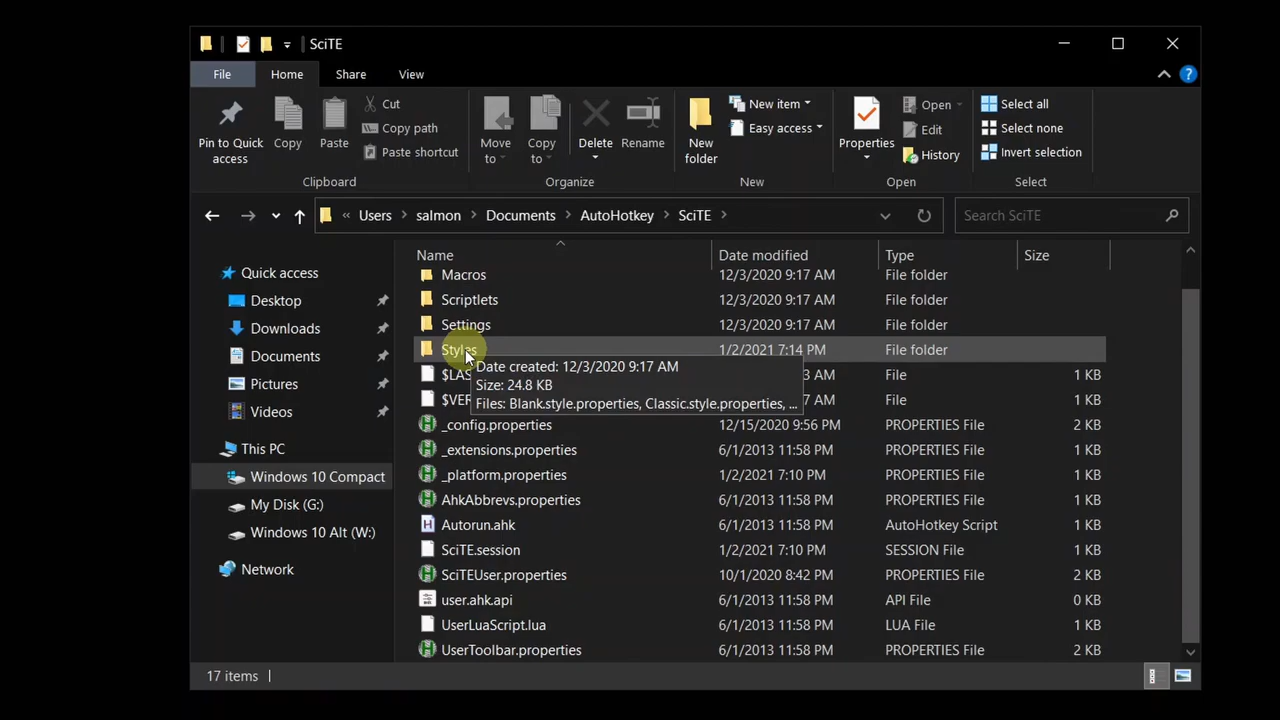 SciTE
File Home Share View
Pin to Quick access
Copy
Paste
Cut
Copy path
Paste shortcut
Clipboard
Move to
Copy to
Delete
Rename
Organize
New folder
New item
Easy access
New
Properties
Open
Edit
History
Open
Select all
Select none
Invert selection
Select
« Users > salmon > Documents > AutoHotkey > SciTE >
Search SciTE
Quick access
Desktop
Downloads
Documents
Pictures
Videos
This PC
Windows 10 Compact
My Disk (G:)
Windows 10 Alt (W:)
Network
Name Date modified Type Size
Macros 12/3/2020 9:17 AM File folder
Scriptlets 12/3/2020 9:17 AM File folder
Settings 12/3/2020 9:17 AM File folder
Styles 1/2/2021 7:14 PM File folder
Date created: 12/3/2020 9:17 AM
Size: 24.8 KB
Files: Blank.style.properties, Classic.style.properties, ...
$LAS AM File 1 KB
$VER AM File 1 KB
_config.properties 12/15/2020 9:56 PM PROPERTIES File 2 KB
_extensions.properties 6/1/2013 11:58 PM PROPERTIES File 1 KB
_platform.properties 1/2/2021 7:10 PM PROPERTIES File 1 KB
AhkAbbrevs.properties 6/1/2013 11:58 PM PROPERTIES File 1 KB
Autorun.ahk 6/1/2013 11:58 PM AutoHotkey Script 1 KB
SciTE.session 1/2/2021 7:10 PM SESSION File 1 KB
SciTEUser.properties 10/1/2020 8:42 PM PROPERTIES File 2 KB
user.ahk.api 6/1/2013 11:58 PM API File 0 KB
UserLuaScript.lua 6/1/2013 11:58 PM LUA File 1 KB
UserToolbar.properties 6/1/2013 11:58 PM PROPERTIES File 2 KB
17 items